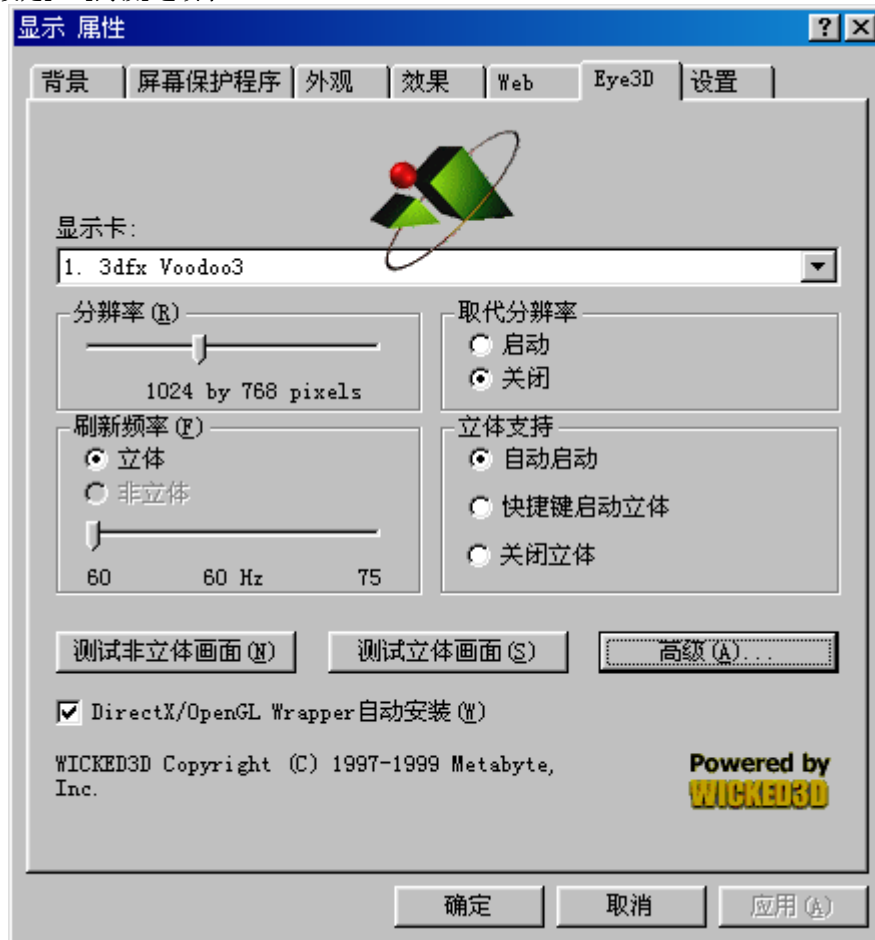 显示 属性
背景 屏幕保护程序 外观 效果 Web Eye3D 设置
显示卡:
1. 3dfx Voodoo3
分辨率(R)
1024 by 768 pixels
取代分辨率
启动
关闭
刷新频率(F)
立体
非立体
60 60 Hz 75
立体支持
自动启动
快捷键启动立体
关闭立体
测试非立体画面(N) 测试立体画面(S) 高级(A)...
DirectX/OpenGL Wrapper自动安装(W)
WICKED3D Copyright (C) 1997-1999 Metabyte,
Inc.
Powered by
WICKED3D
确定 取消 应用(A)